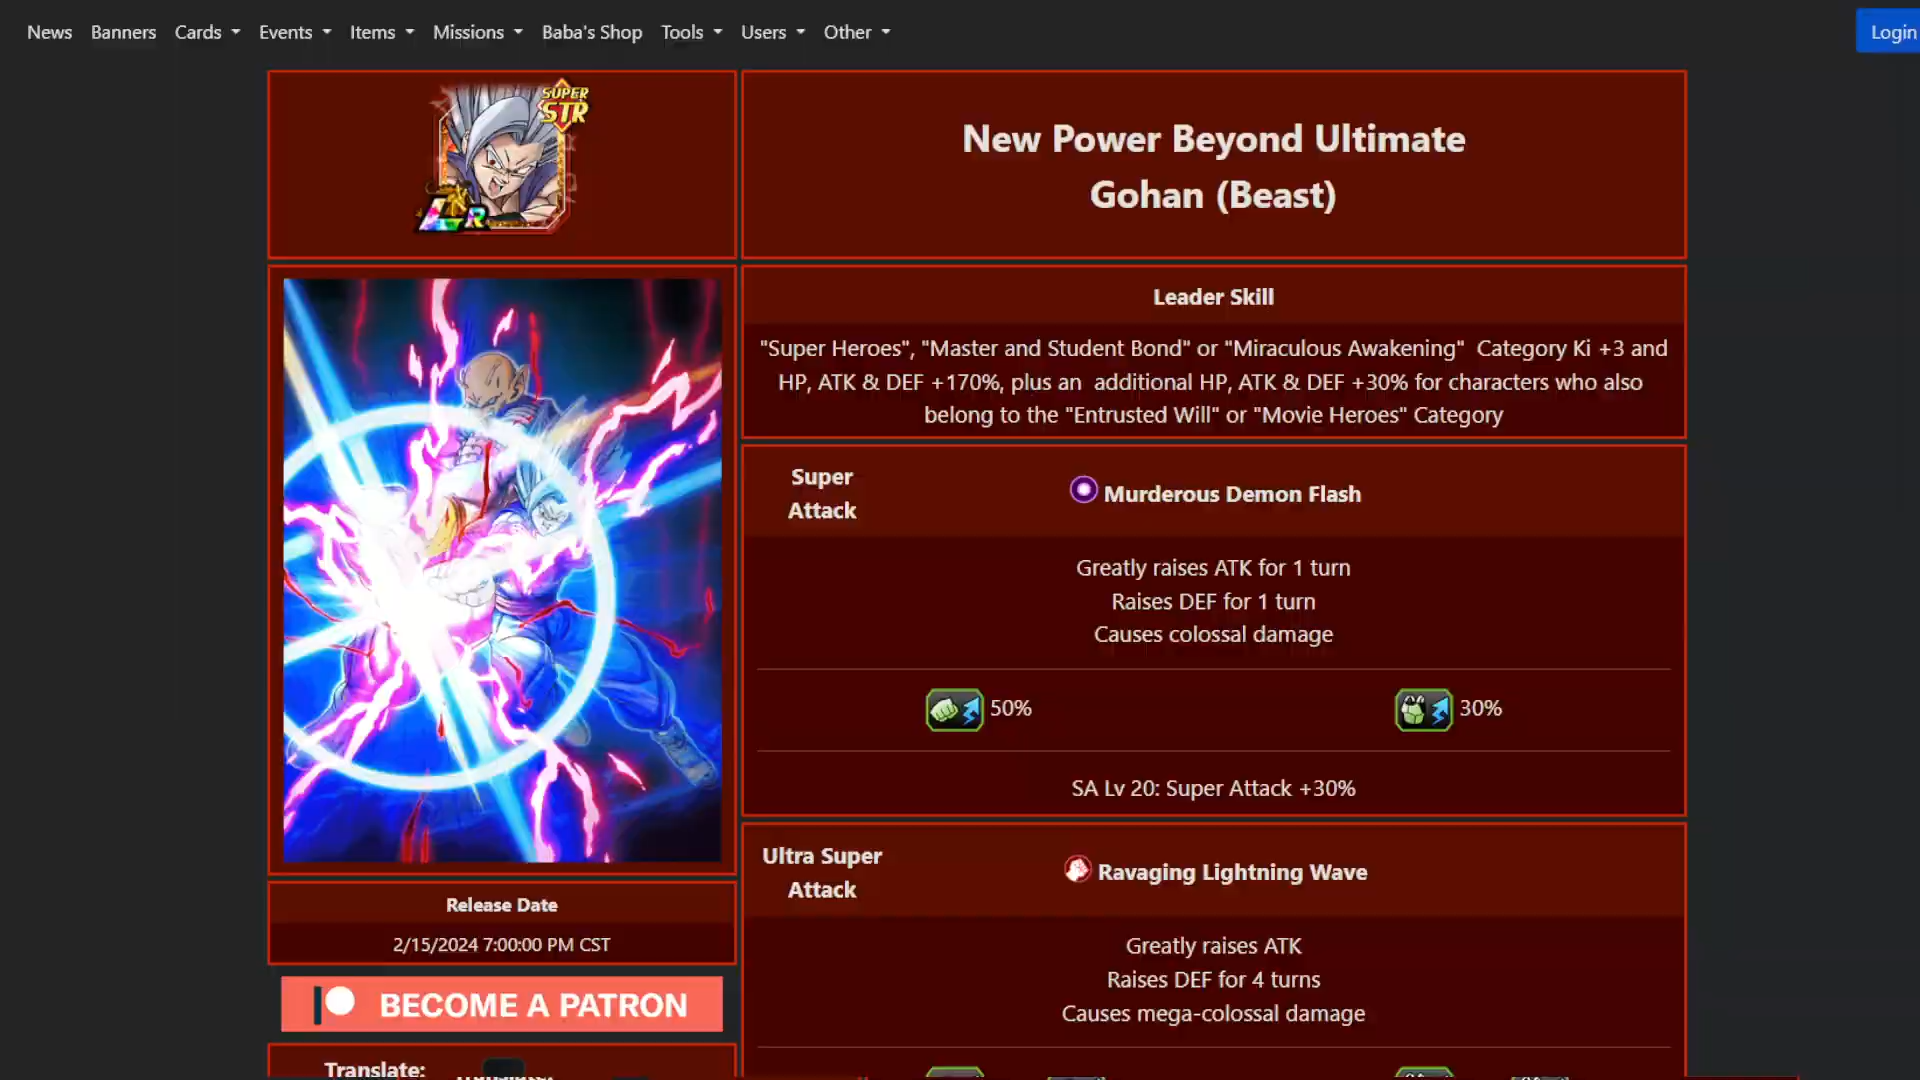 News Banners Cards Events Items Missions Baba's Shop Tools Users Other Login
SUPER
STR
LR
New Power Beyond Ultimate
Gohan (Beast)
Leader Skill
"Super Heroes", "Master and Student Bond" or "Miraculous Awakening" Category Ki +3 and
HP, ATK & DEF +170%, plus an additional HP, ATK & DEF +30% for characters who also
belong to the "Entrusted Will" or "Movie Heroes" Category
Super
Attack
Murderous Demon Flash
Greatly raises ATK for 1 turn
Raises DEF for 1 turn
Causes colossal damage
50% 30%
SA Lv 20: Super Attack +30%
Ultra Super
Attack
Ravaging Lightning Wave
Greatly raises ATK
Raises DEF for 4 turns
Causes mega-colossal damage
Release Date
2/15/2024 7:00:00 PM CST
BECOME A PATRON
Translate: